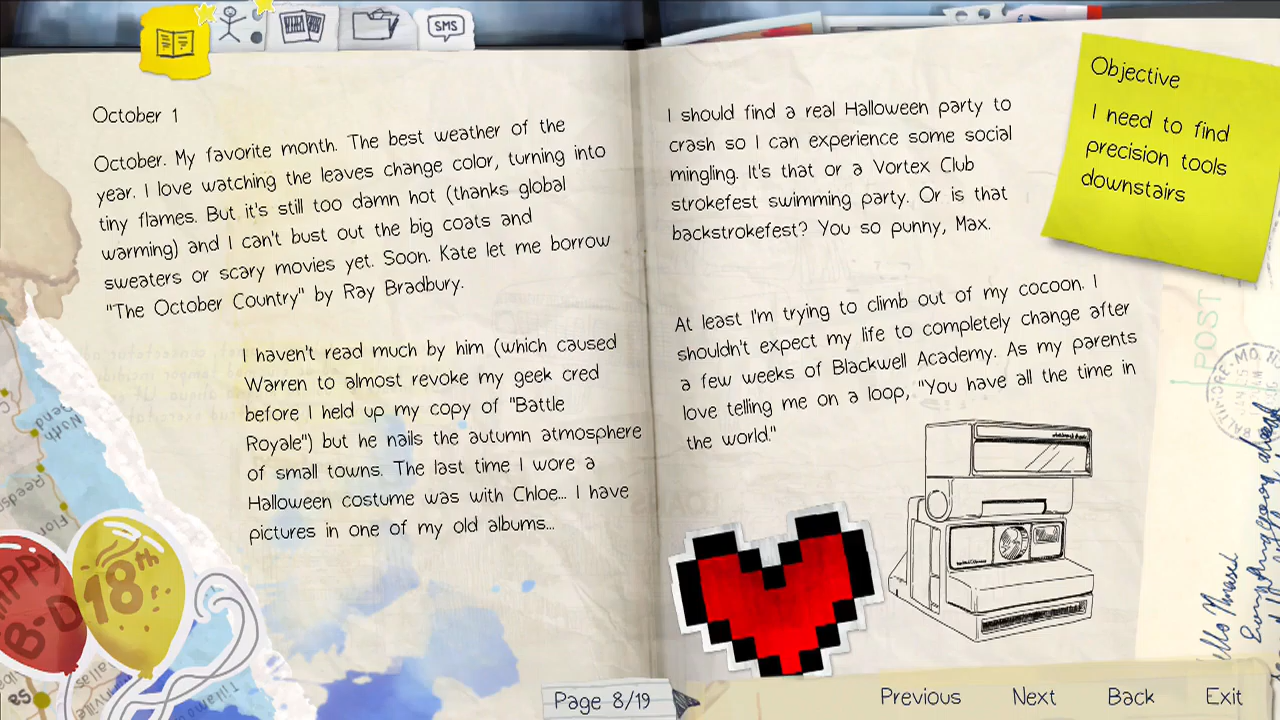 SMS
October 1
October. My favorite month. The best weather of the
year. I love watching the leaves change color, turning into
tiny flames. But it's still too damn hot (thanks global
warming) and I can't bust out the big coats and
sweaters or scary movies yet. Soon. Kate let me borrow
"The October Country" by Ray Bradbury.
I haven't read much by him (which caused
Warren to almost revoke my geek cred
before I held up my copy of "Battle
Royale") but he nails the autumn atmosphere
of small towns. The last time I wore a
Halloween costume was with Chloe... I have
pictures in one of my old albums...
I should find a real Halloween party to
crash so I can experience some social
mingling. It's that or a Vortex Club
strokefest swimming party. Or is that
backstrokefest? You so punny, Max.
At least I'm trying to climb out of my cocoon. I
shouldn't expect my life to completely change after
a few weeks of Blackwell Academy. As my parents
love telling me on a loop, "You have all the time in
the world."
Objective
I need to find
precision tools
downstairs
POST
North
Bend
18th
B-D
Page 8/19
Previous
Next
Back
Exit